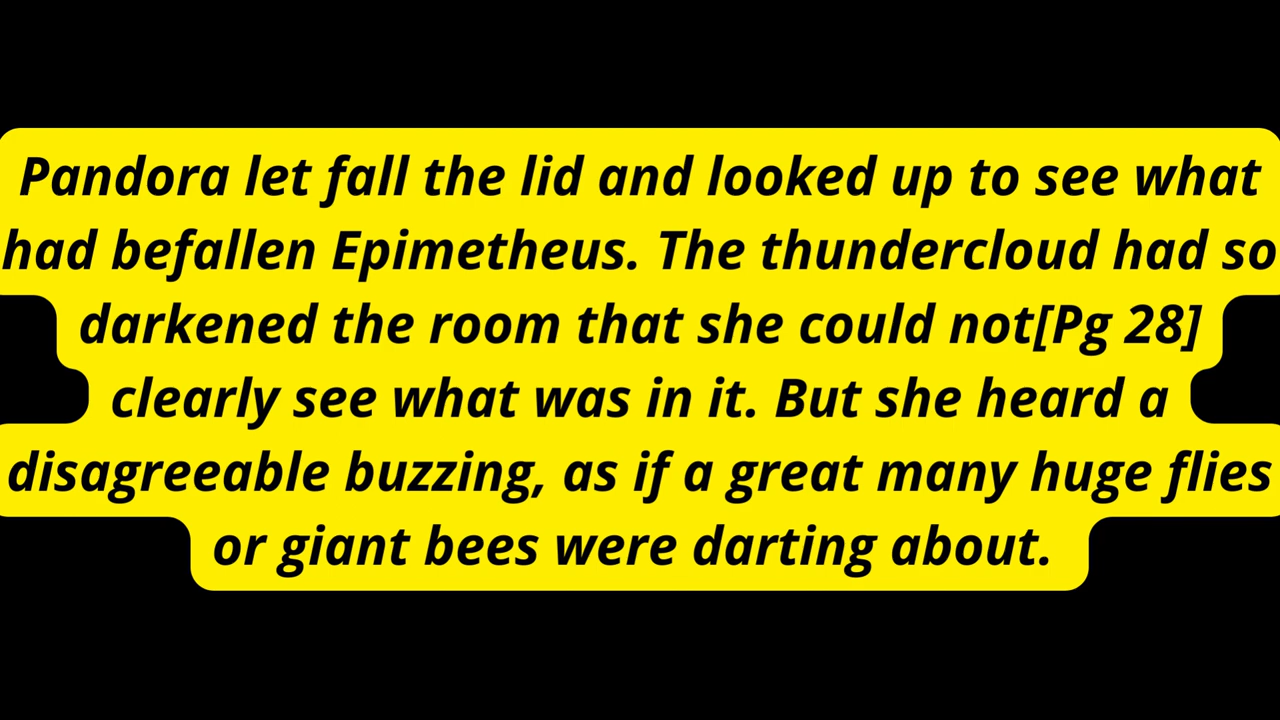 Pandora let fall the lid and looked up to see what
had befallen Epimetheus. The thundercloud had so
darkened the room that she could not[Pg 28]
clearly see what was in it. But she heard a
disagreeable buzzing, as if a great many huge flies
or giant bees were darting about.